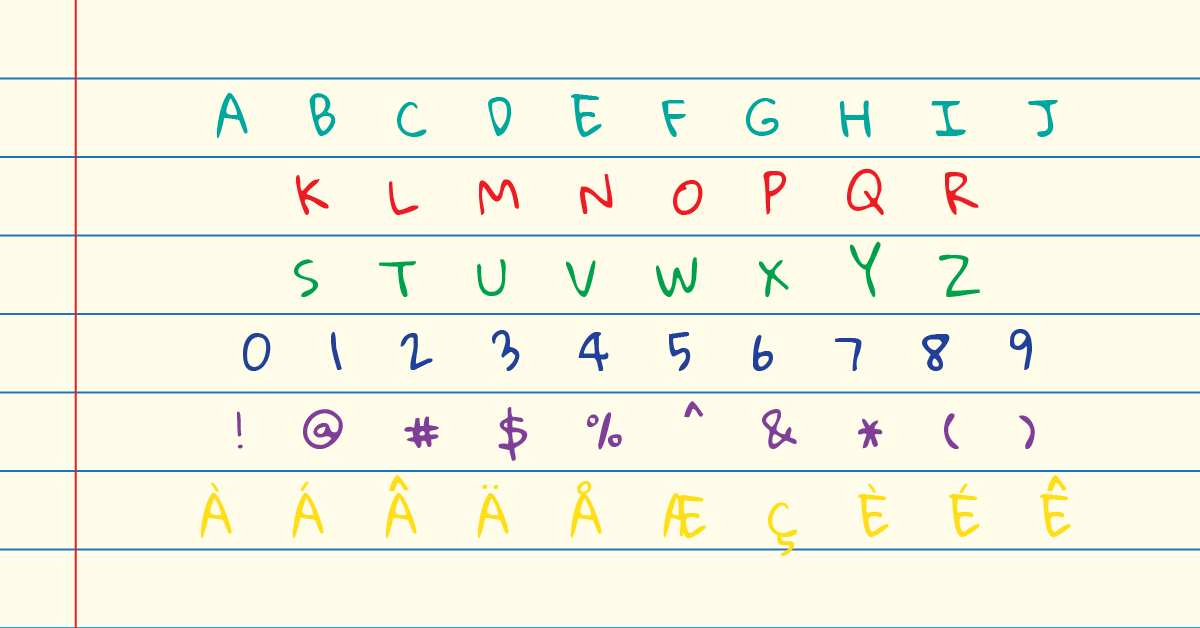 A B C D E F G H I J
K L M N O P Q R
S T U V W X Y Z
0 1 2 3 4 5 6 7 8 9
! @ # $ % ^ & * ( )
À Á Â Ä Å Æ Ç È É Ê